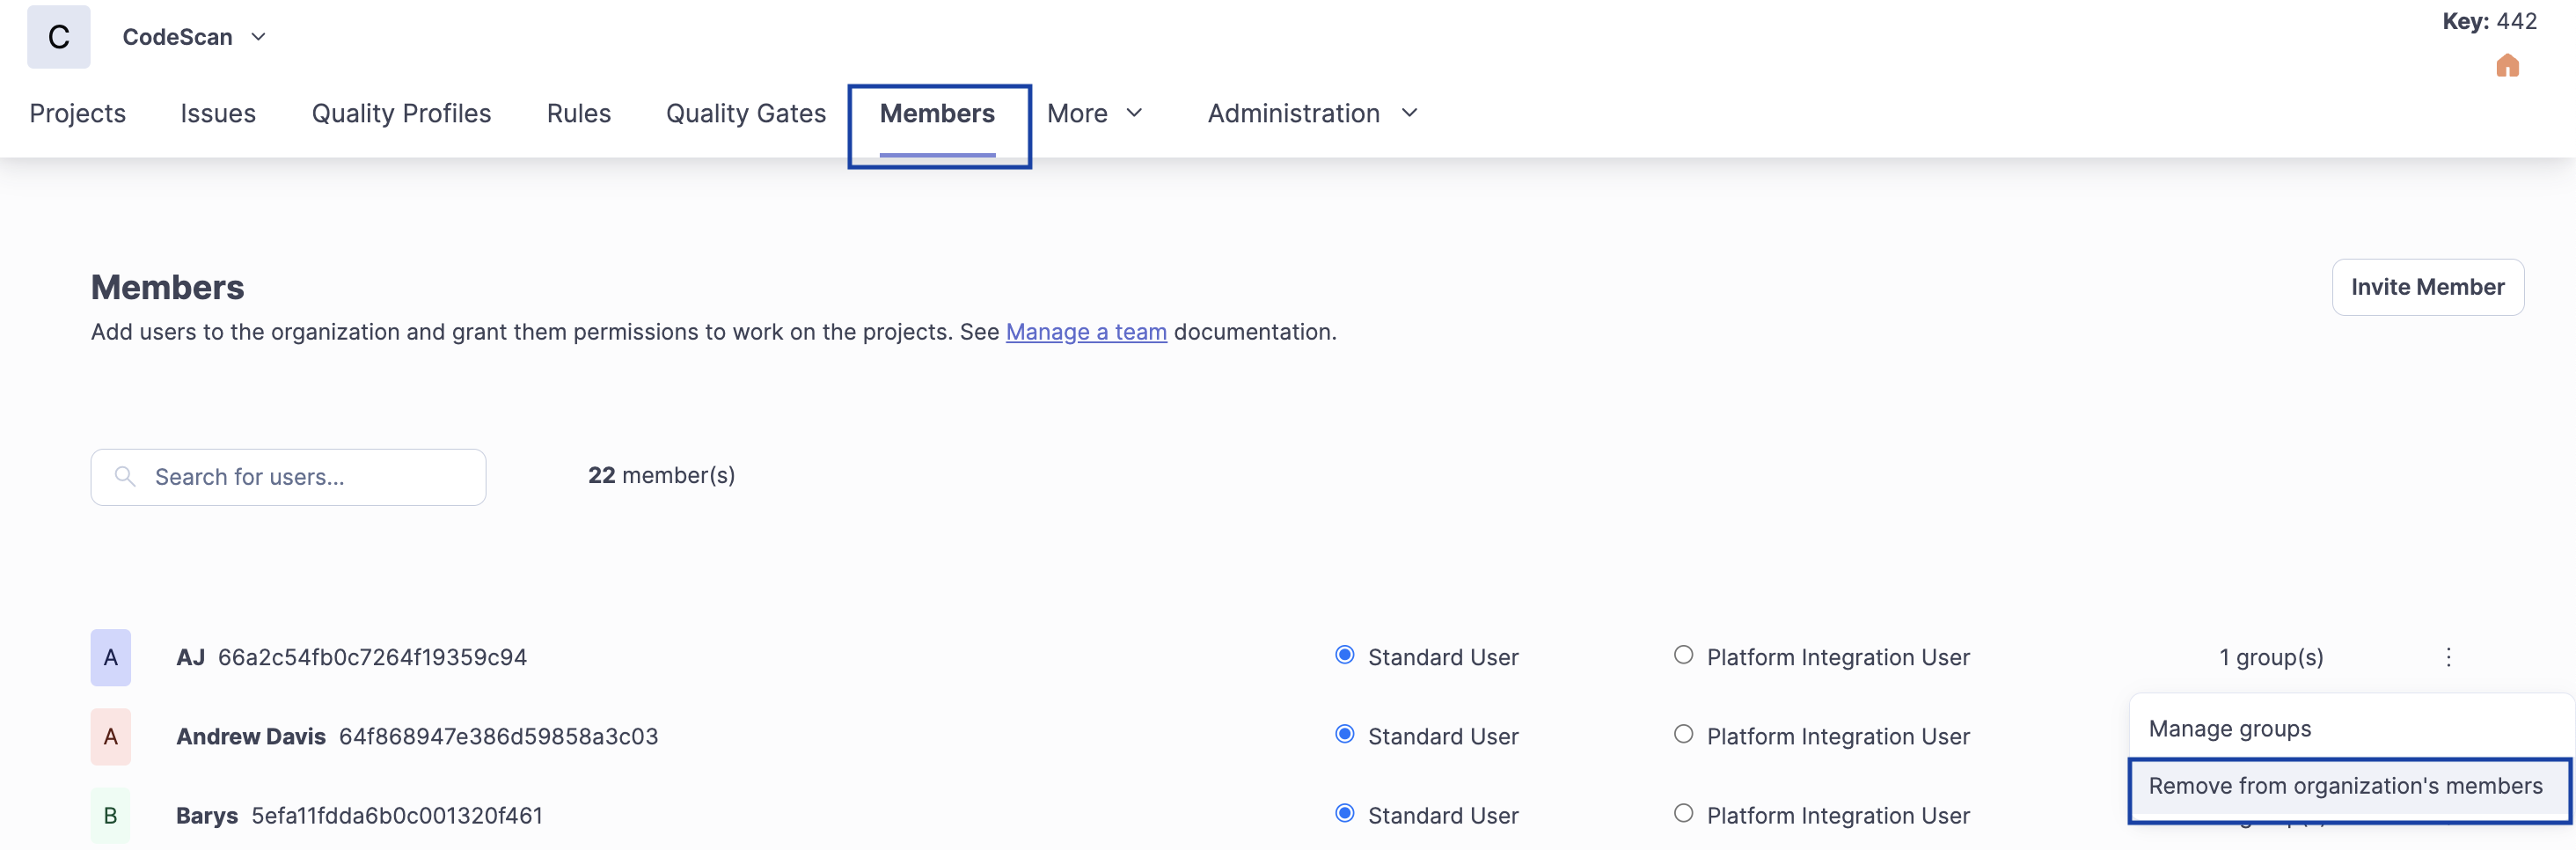 C CodeScan
Key: 442
Projects Issues Quality Profiles Rules Quality Gates Members More Administration
Members
Invite Member
Add users to the organization and grant them permissions to work on the projects. See Manage a team documentation.
Search for users...
22 member(s)
A AJ 66a2c54fb0c7264f19359c94 Standard User Platform Integration User 1 group(s)
A Andrew Davis 64f868947e386d59858a3c03 Standard User Platform Integration User
Manage groups
Remove from organization's members
B Barys 5efa11fdda6b0c001320f461 Standard User Platform Integration User